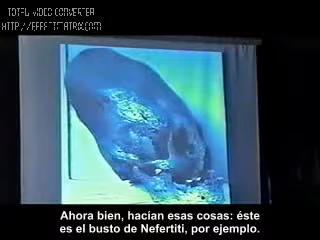 TOTAL VIDEO CONVERTER
HTTP://EFFECTMATRIX.COM
Ahora bien, hacían esas cosas: éste
es el busto de Nefertiti, por ejemplo.